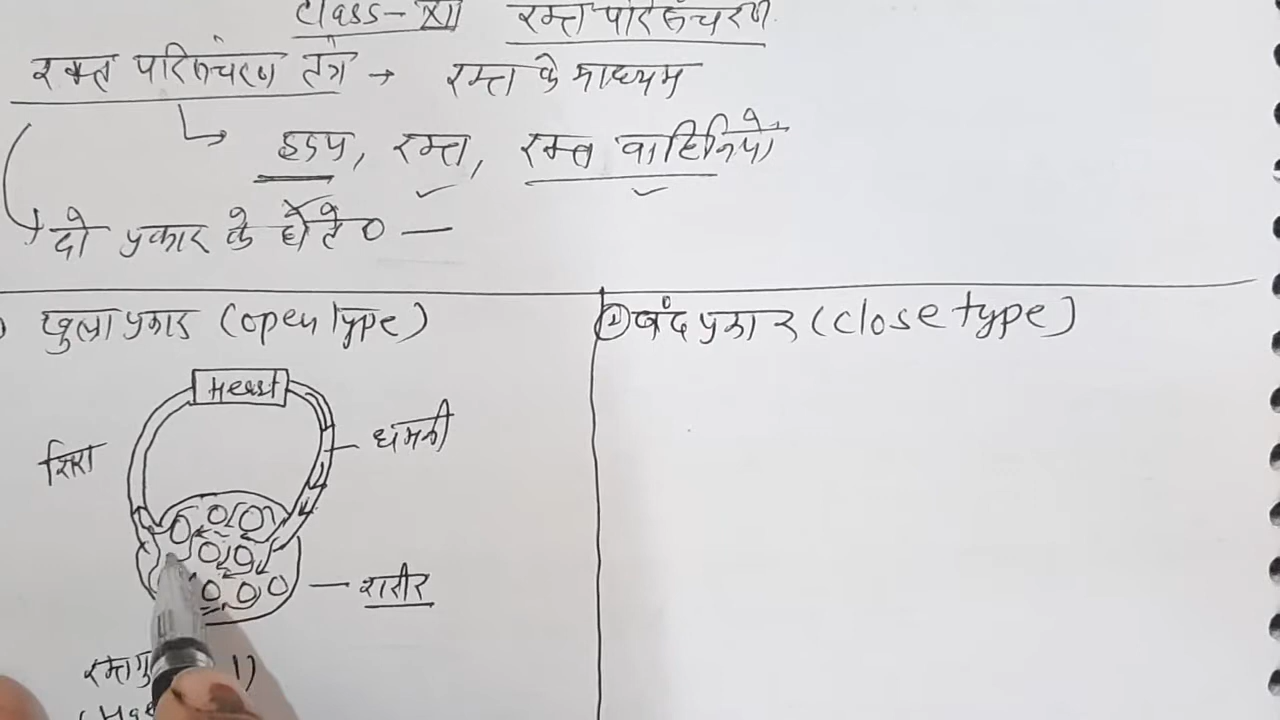 Class-XII रक्त परिसंचरण
रक्त परिसंचरण तंत्र → रक्त के माध्यम
हृदय, रक्त, रक्त वाहिनियों
दो प्रकार के होते —
खुला प्रकार (open type)
② बंद प्रकार (close type)
Heart
धमनी
सिरा
शरीर